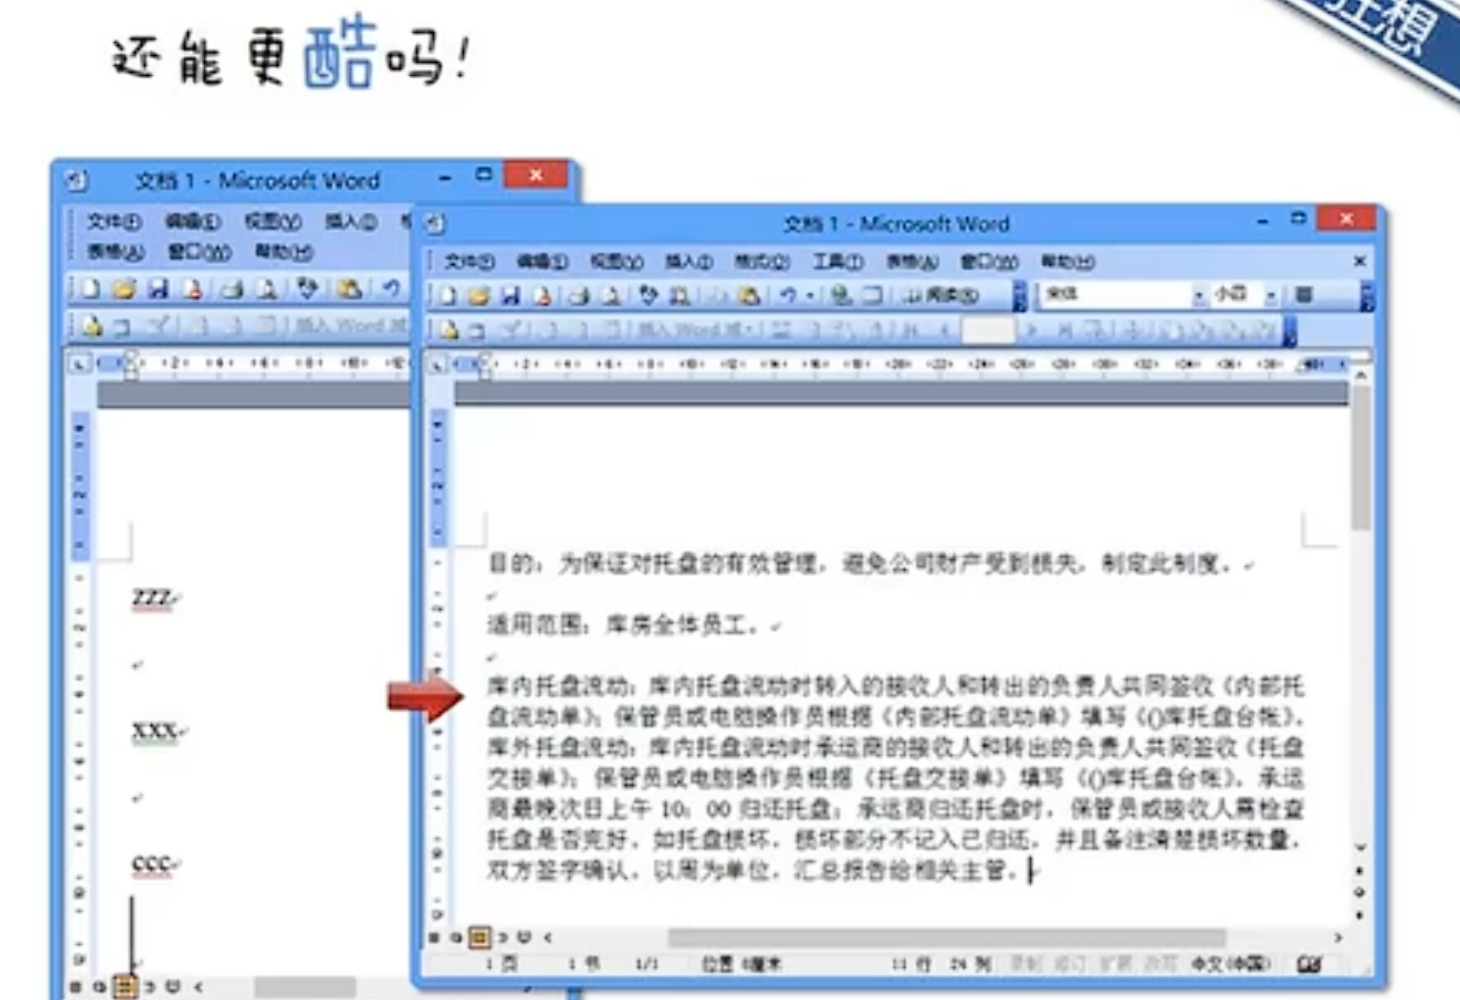 还能更酷吗!
狂想
文档 1 - Microsoft Word
文件(F) 编辑(E) 视图(V) 插入(I)
表格(A) 窗口(W) 帮助(H)
插入 Word 域
ZZZ
XXX
CCC
文档 1 - Microsoft Word
文件(F) 编辑(E) 视图(V) 插入(I) 格式(O) 工具(T) 表格(A) 窗口(W) 帮助(H)
阅读(R) 宋体 小四
插入 Word 域
目的：为保证对托盘的有效管理，避免公司财产受到损失，制定此制度。
适用范围：库房全体员工。
库内托盘流动：库内托盘流动时转入的接收人和转出的负责人共同签收《内部托
盘流动单》；保管员或电脑操作员根据《内部托盘流动单》填写《()库托盘台帐》。
库外托盘流动：库内托盘流动时承运商的接收人和转出的负责人共同签收《托盘
交接单》；保管员或电脑操作员根据《托盘交接单》填写《()库托盘台帐》。承运
商最晚次日上午 10：00 归还托盘；承运商归还托盘时，保管员或接收人需检查
托盘是否完好，如托盘损坏，损坏部分不记入已归还，并且备注清楚损坏数量，
双方签字确认。以周为单位，汇总报告给相关主管。
1 页 1 节 1/1 位置 11 行 24 列 录制 修订 扩展 改写 中文(中国)